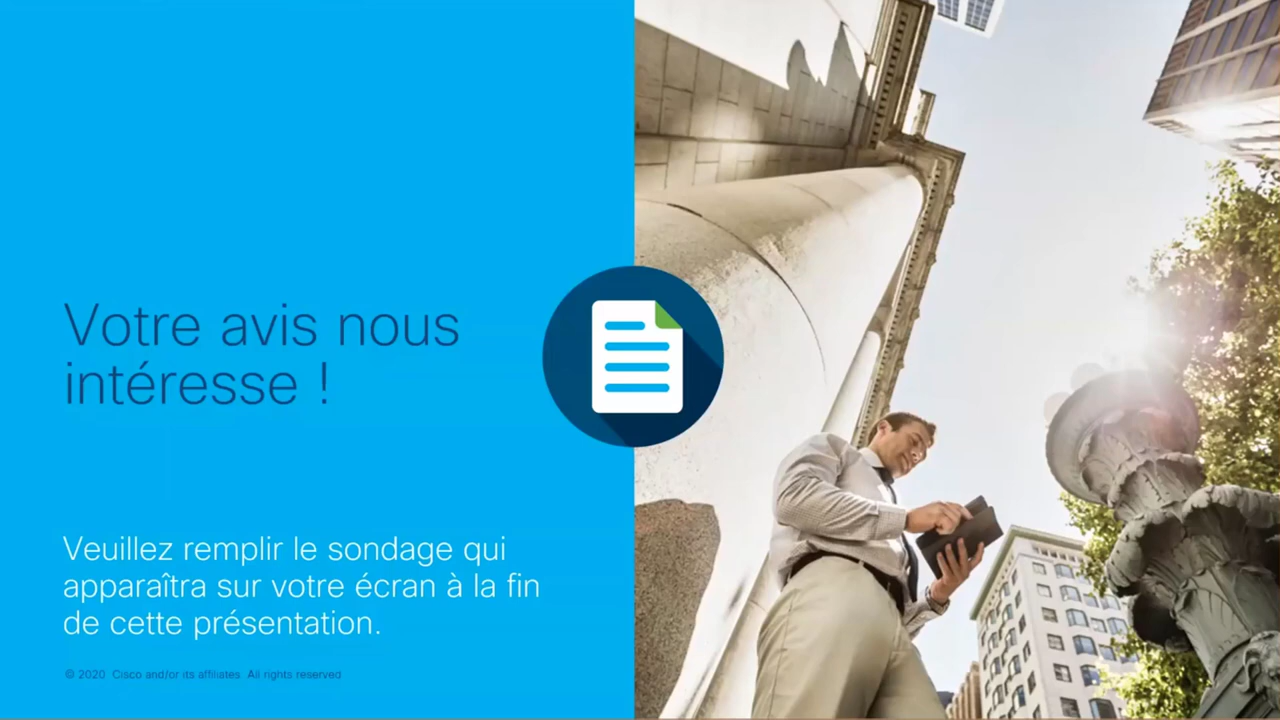 Votre avis nous
intéresse !
Veuillez remplir le sondage qui
apparaîtra sur votre écran à la fin
de cette présentation.
© 2020 Cisco and/or its affiliates. All rights reserved